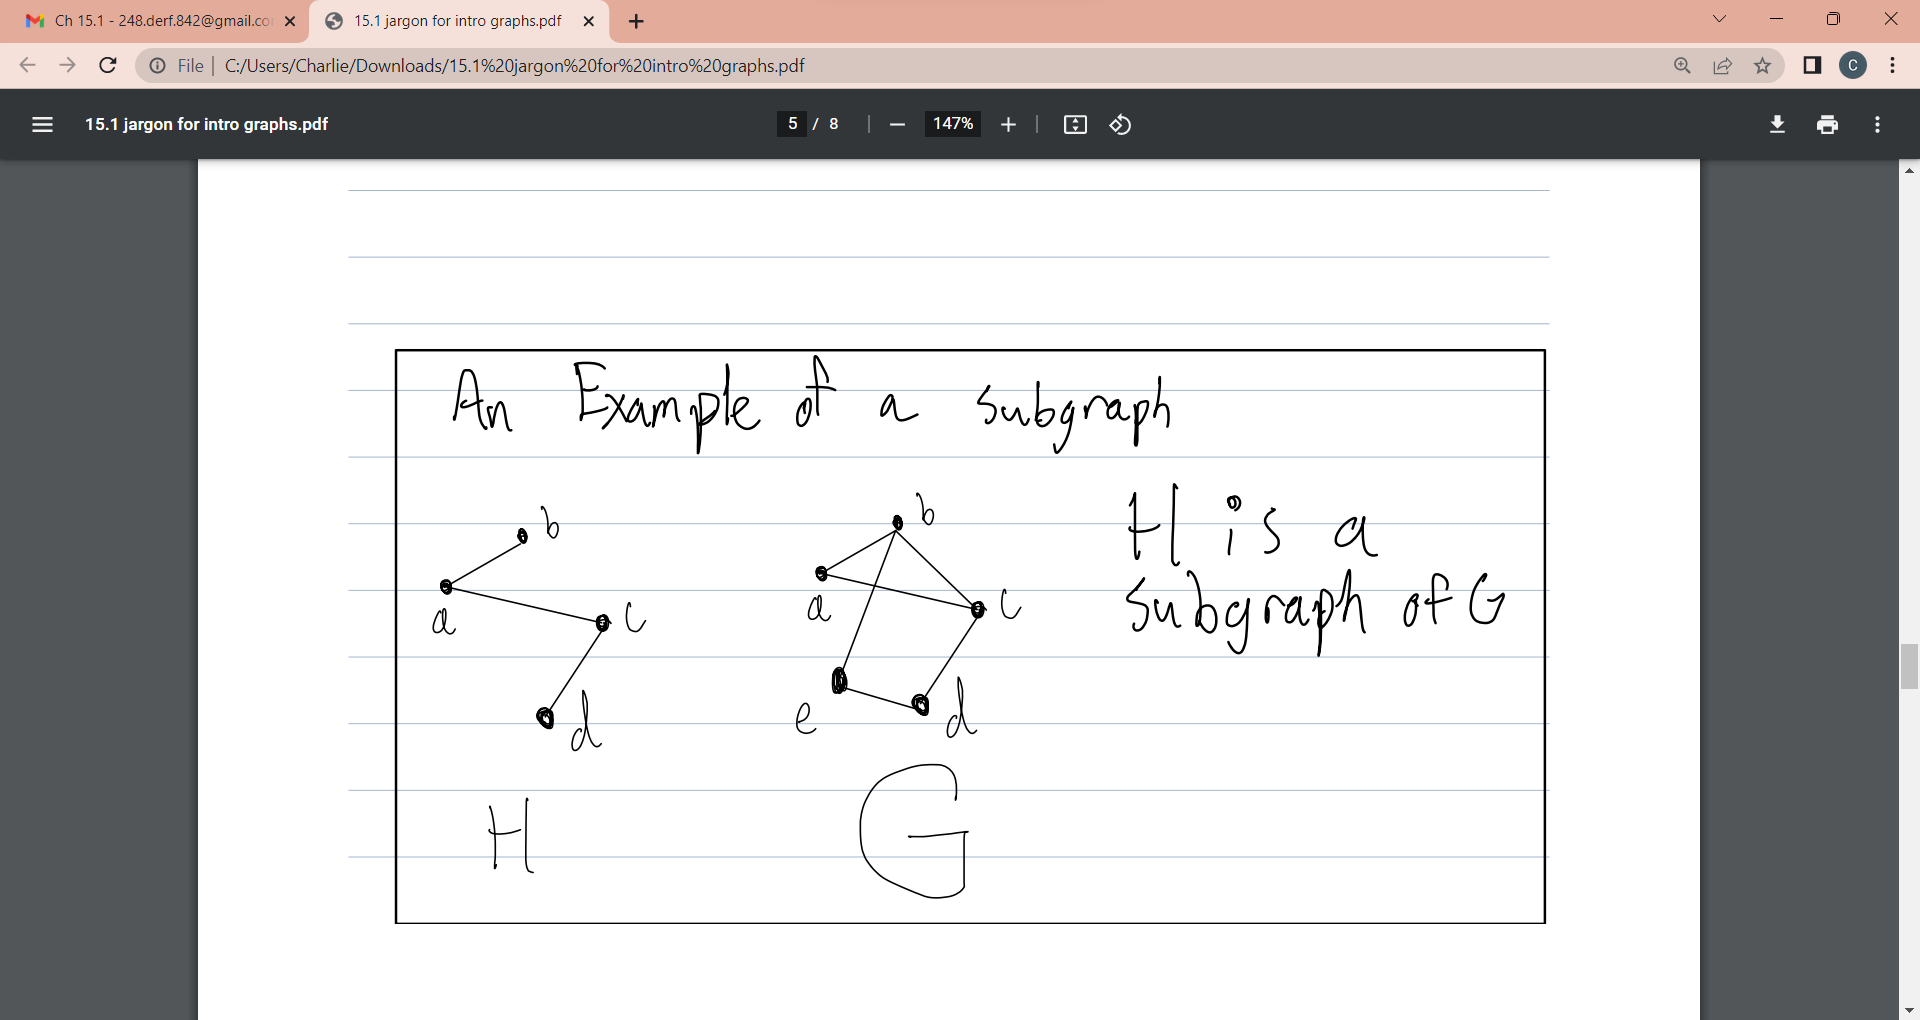 Ch 15.1 - 248.derf.842@gmail.co
15.1 jargon for intro graphs.pdf
File
C:/Users/Charlie/Downloads/15.1%20jargon%20for%20intro%20graphs.pdf
C
15.1 jargon for intro graphs.pdf
5 / 8
147%
An Example of a subgraph
b
a
c
d
H
b
a
c
e
d
G
H is a
subgraph of G